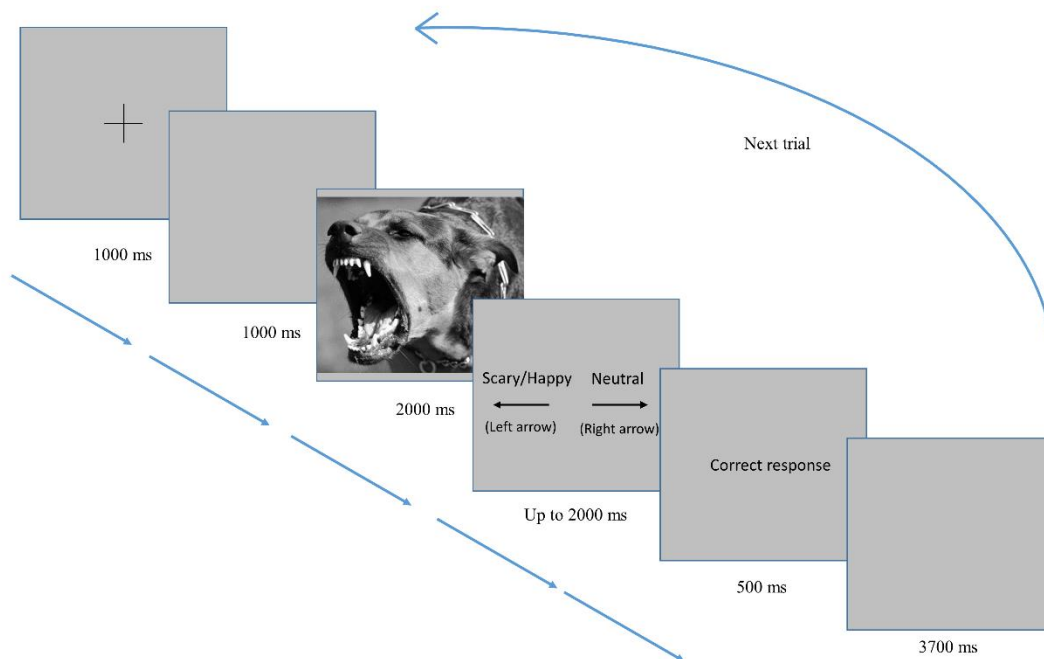 Next trial
1000 ms
1000 ms
Scary/Happy Neutral
2000 ms
(Left arrow) (Right arrow)
Correct response
Up to 2000 ms
500 ms
3700 ms